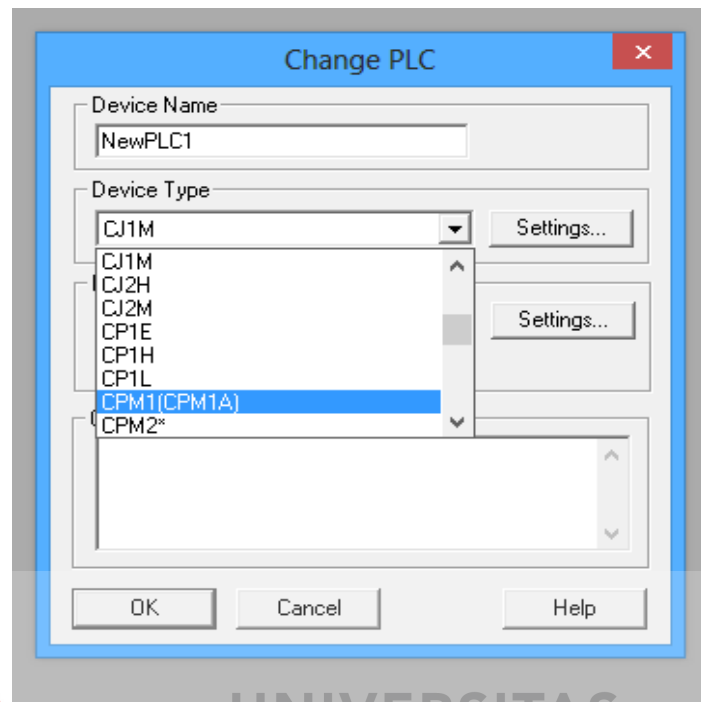 Change PLC
Device Name
NewPLC1
Device Type
CJ1M
Settings...
CJ1M
CJ2H
CJ2M
CP1E
CP1H
CP1L
CPM1(CPM1A)
CPM2*
Settings...
OK
Cancel
Help
UNIVERSITAS